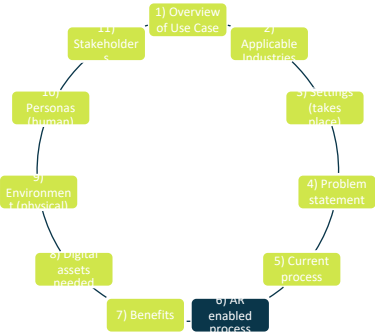 1) Overview
of Use Case
2)
Applicable
Industries
3) Settings
(takes
place)
4) Problem
statement
5) Current
process
6) AR
enabled
process
7) Benefits
8) Digital
assets
needed
9)
Environmen
t (physical)
10)
Personas
(human)
11)
Stakeholder
s